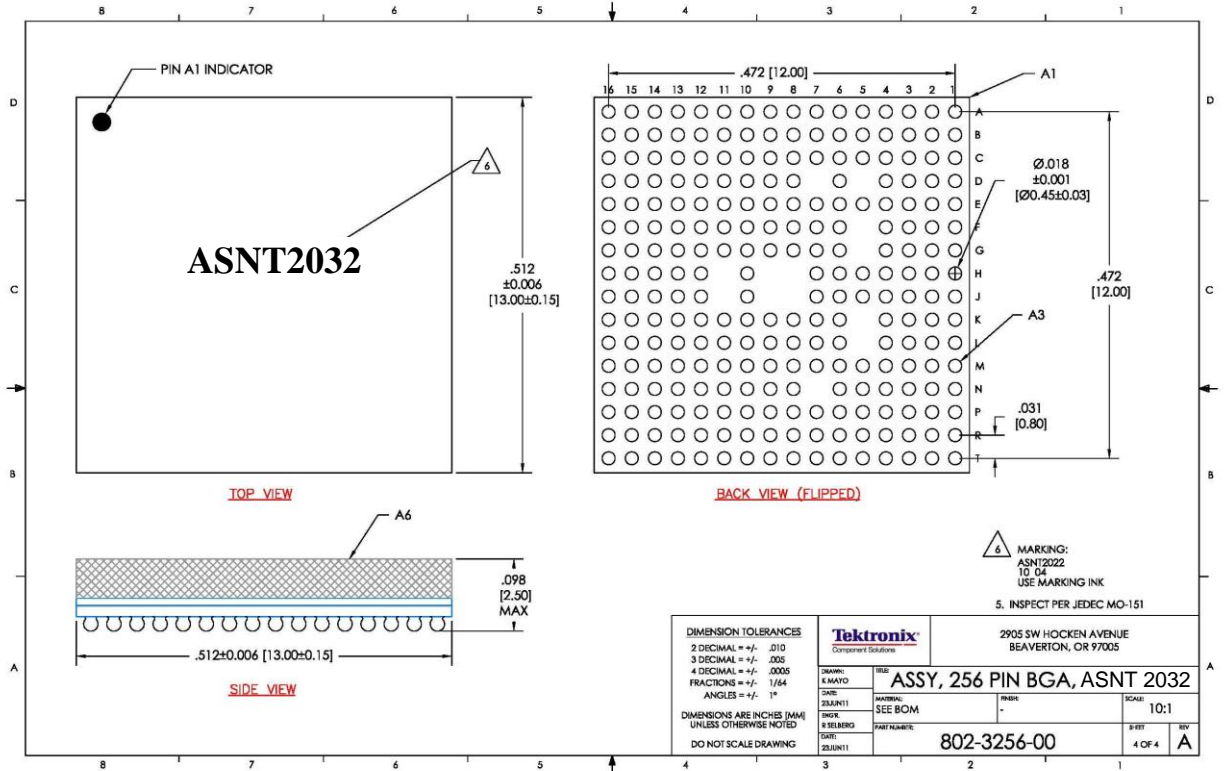 8 7 6 5 4 3 2 1
D
C
B
A
PIN A1 INDICATOR
6
ASNT2032
.512
±0.006
[13.00±0.15]
TOP VIEW
.472 [12.00]
A1
16 15 14 13 12 11 10 9 8 7 6 5 4 3 2 1
A
B
C
D
E
F
G
H
J
K
L
M
N
P
R
T
Ø.018
±0.001
[Ø0.45±0.03]
.472
[12.00]
A3
.031
[0.80]
BACK VIEW (FLIPPED)
A6
.098
[2.50]
MAX
.512±0.006 [13.00±0.15]
SIDE VIEW
6 MARKING:
ASNT2022
10 04
USE MARKING INK
5. INSPECT PER JEDEC MO-151
DIMENSION TOLERANCES
2 DECIMAL = +/- .010
3 DECIMAL = +/- .005
4 DECIMAL = +/- .0005
FRACTIONS = +/- 1/64
ANGLES = +/- 1°
DIMENSIONS ARE INCHES [MM]
UNLESS OTHERWISE NOTED
DO NOT SCALE DRAWING
Tektronix
Component Solutions
2905 SW HOCKEN AVENUE
BEAVERTON, OR 97005
DRAWN:
K MAYO
DATE:
23JUN11
ENGR.
R SELBERG
DATE:
23JUN11
TITLE:
ASSY, 256 PIN BGA, ASNT 2032
MATERIAL:
SEE BOM
FINISH:
-
SCALE:
10:1
PART NUMBER:
802-3256-00
SHEET
4 OF 4
REV
A
D
C
B
A
8 7 6 5 4 3 2 1